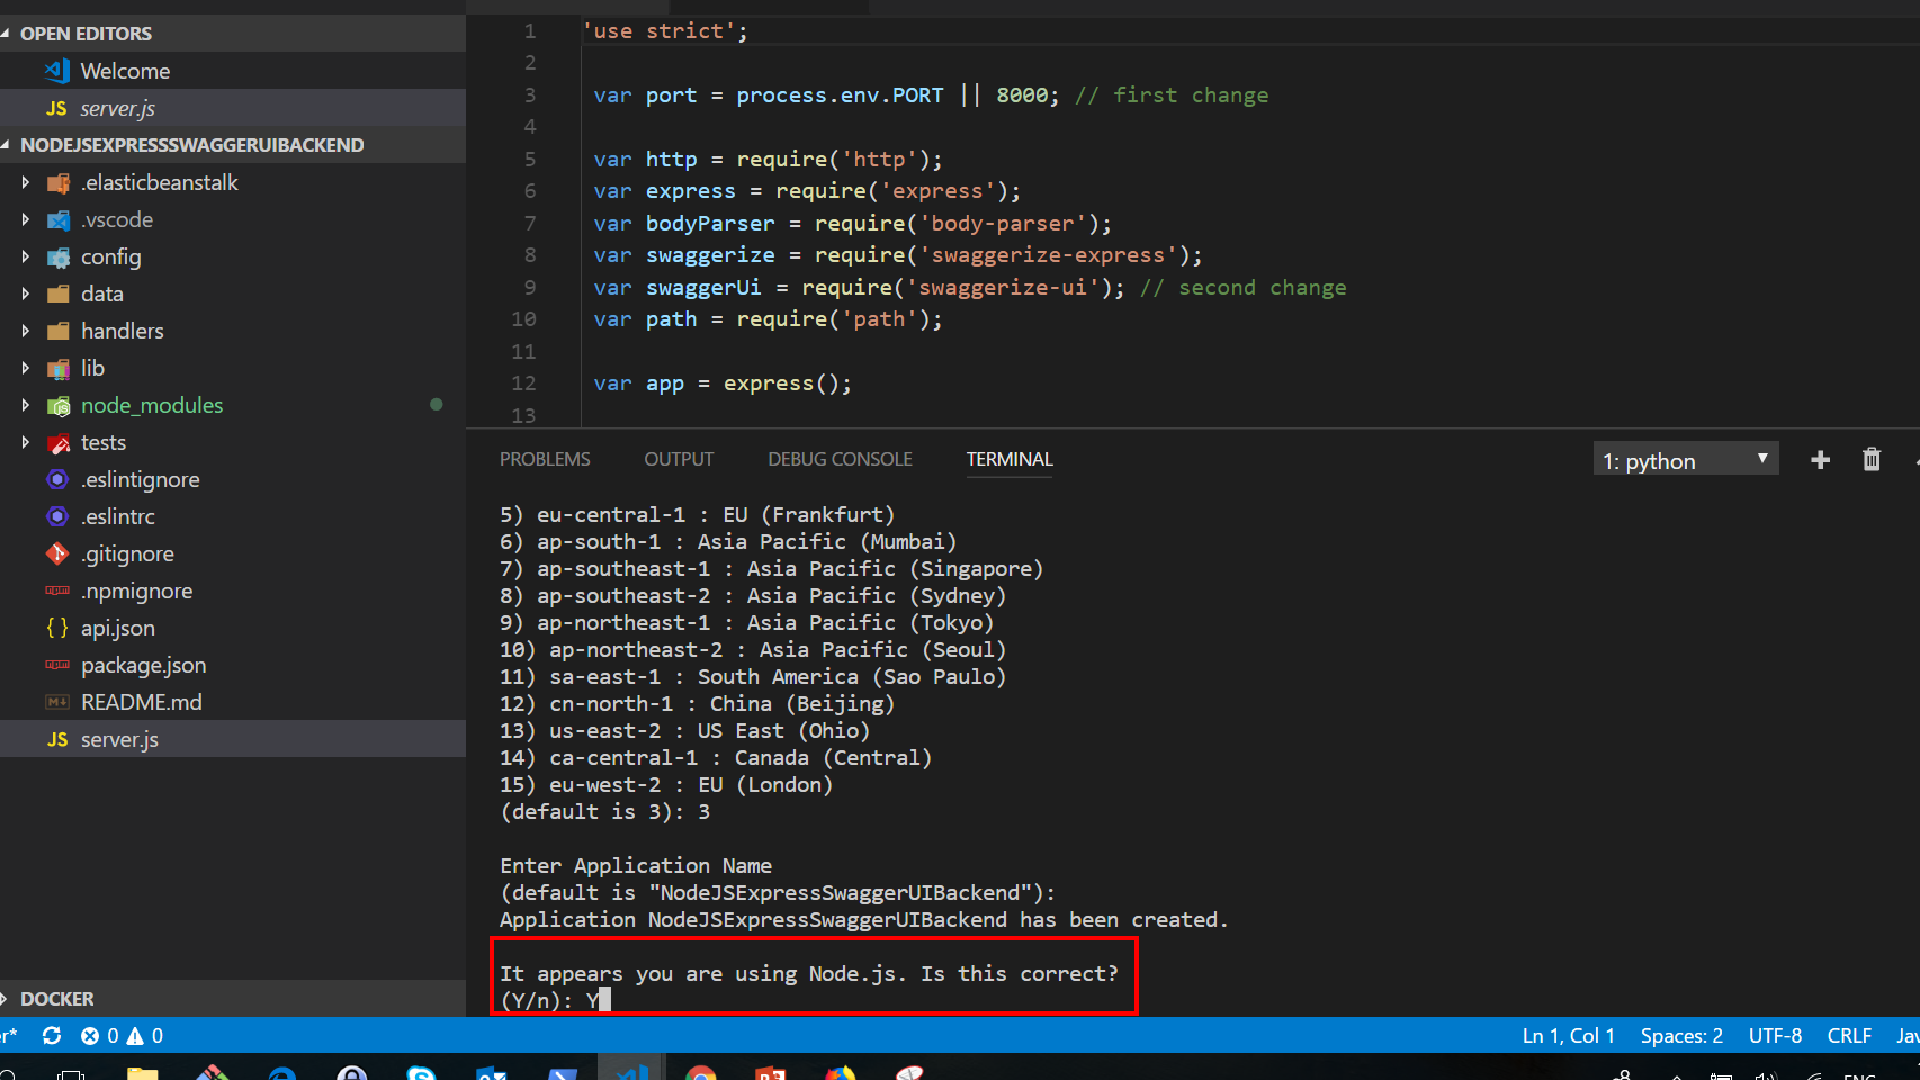 OPEN EDITORS
Welcome
JS server.js
NODEJSEXPRESSSWAGGERUIBACKEND
.elasticbeanstalk
.vscode
config
data
handlers
lib
node_modules
tests
.eslintignore
.eslintrc
.gitignore
.npmignore
{ } api.json
package.json
M↓ README.md
JS server.js
DOCKER
1 'use strict';
2
3 var port = process.env.PORT || 8000; // first change
4
5 var http = require('http');
6 var express = require('express');
7 var bodyParser = require('body-parser');
8 var swaggerize = require('swaggerize-express');
9 var swaggerUi = require('swaggerize-ui'); // second change
10 var path = require('path');
11
12 var app = express();
13
PROBLEMS OUTPUT DEBUG CONSOLE TERMINAL 1: python
5) eu-central-1 : EU (Frankfurt)
6) ap-south-1 : Asia Pacific (Mumbai)
7) ap-southeast-1 : Asia Pacific (Singapore)
8) ap-southeast-2 : Asia Pacific (Sydney)
9) ap-northeast-1 : Asia Pacific (Tokyo)
10) ap-northeast-2 : Asia Pacific (Seoul)
11) sa-east-1 : South America (Sao Paulo)
12) cn-north-1 : China (Beijing)
13) us-east-2 : US East (Ohio)
14) ca-central-1 : Canada (Central)
15) eu-west-2 : EU (London)
(default is 3): 3
Enter Application Name
(default is "NodeJSExpressSwaggerUIBackend"):
Application NodeJSExpressSwaggerUIBackend has been created.
It appears you are using Node.js. Is this correct?
(Y/n): Y
r* 0 0 Ln 1, Col 1 Spaces: 2 UTF-8 CRLF Jav
ENG